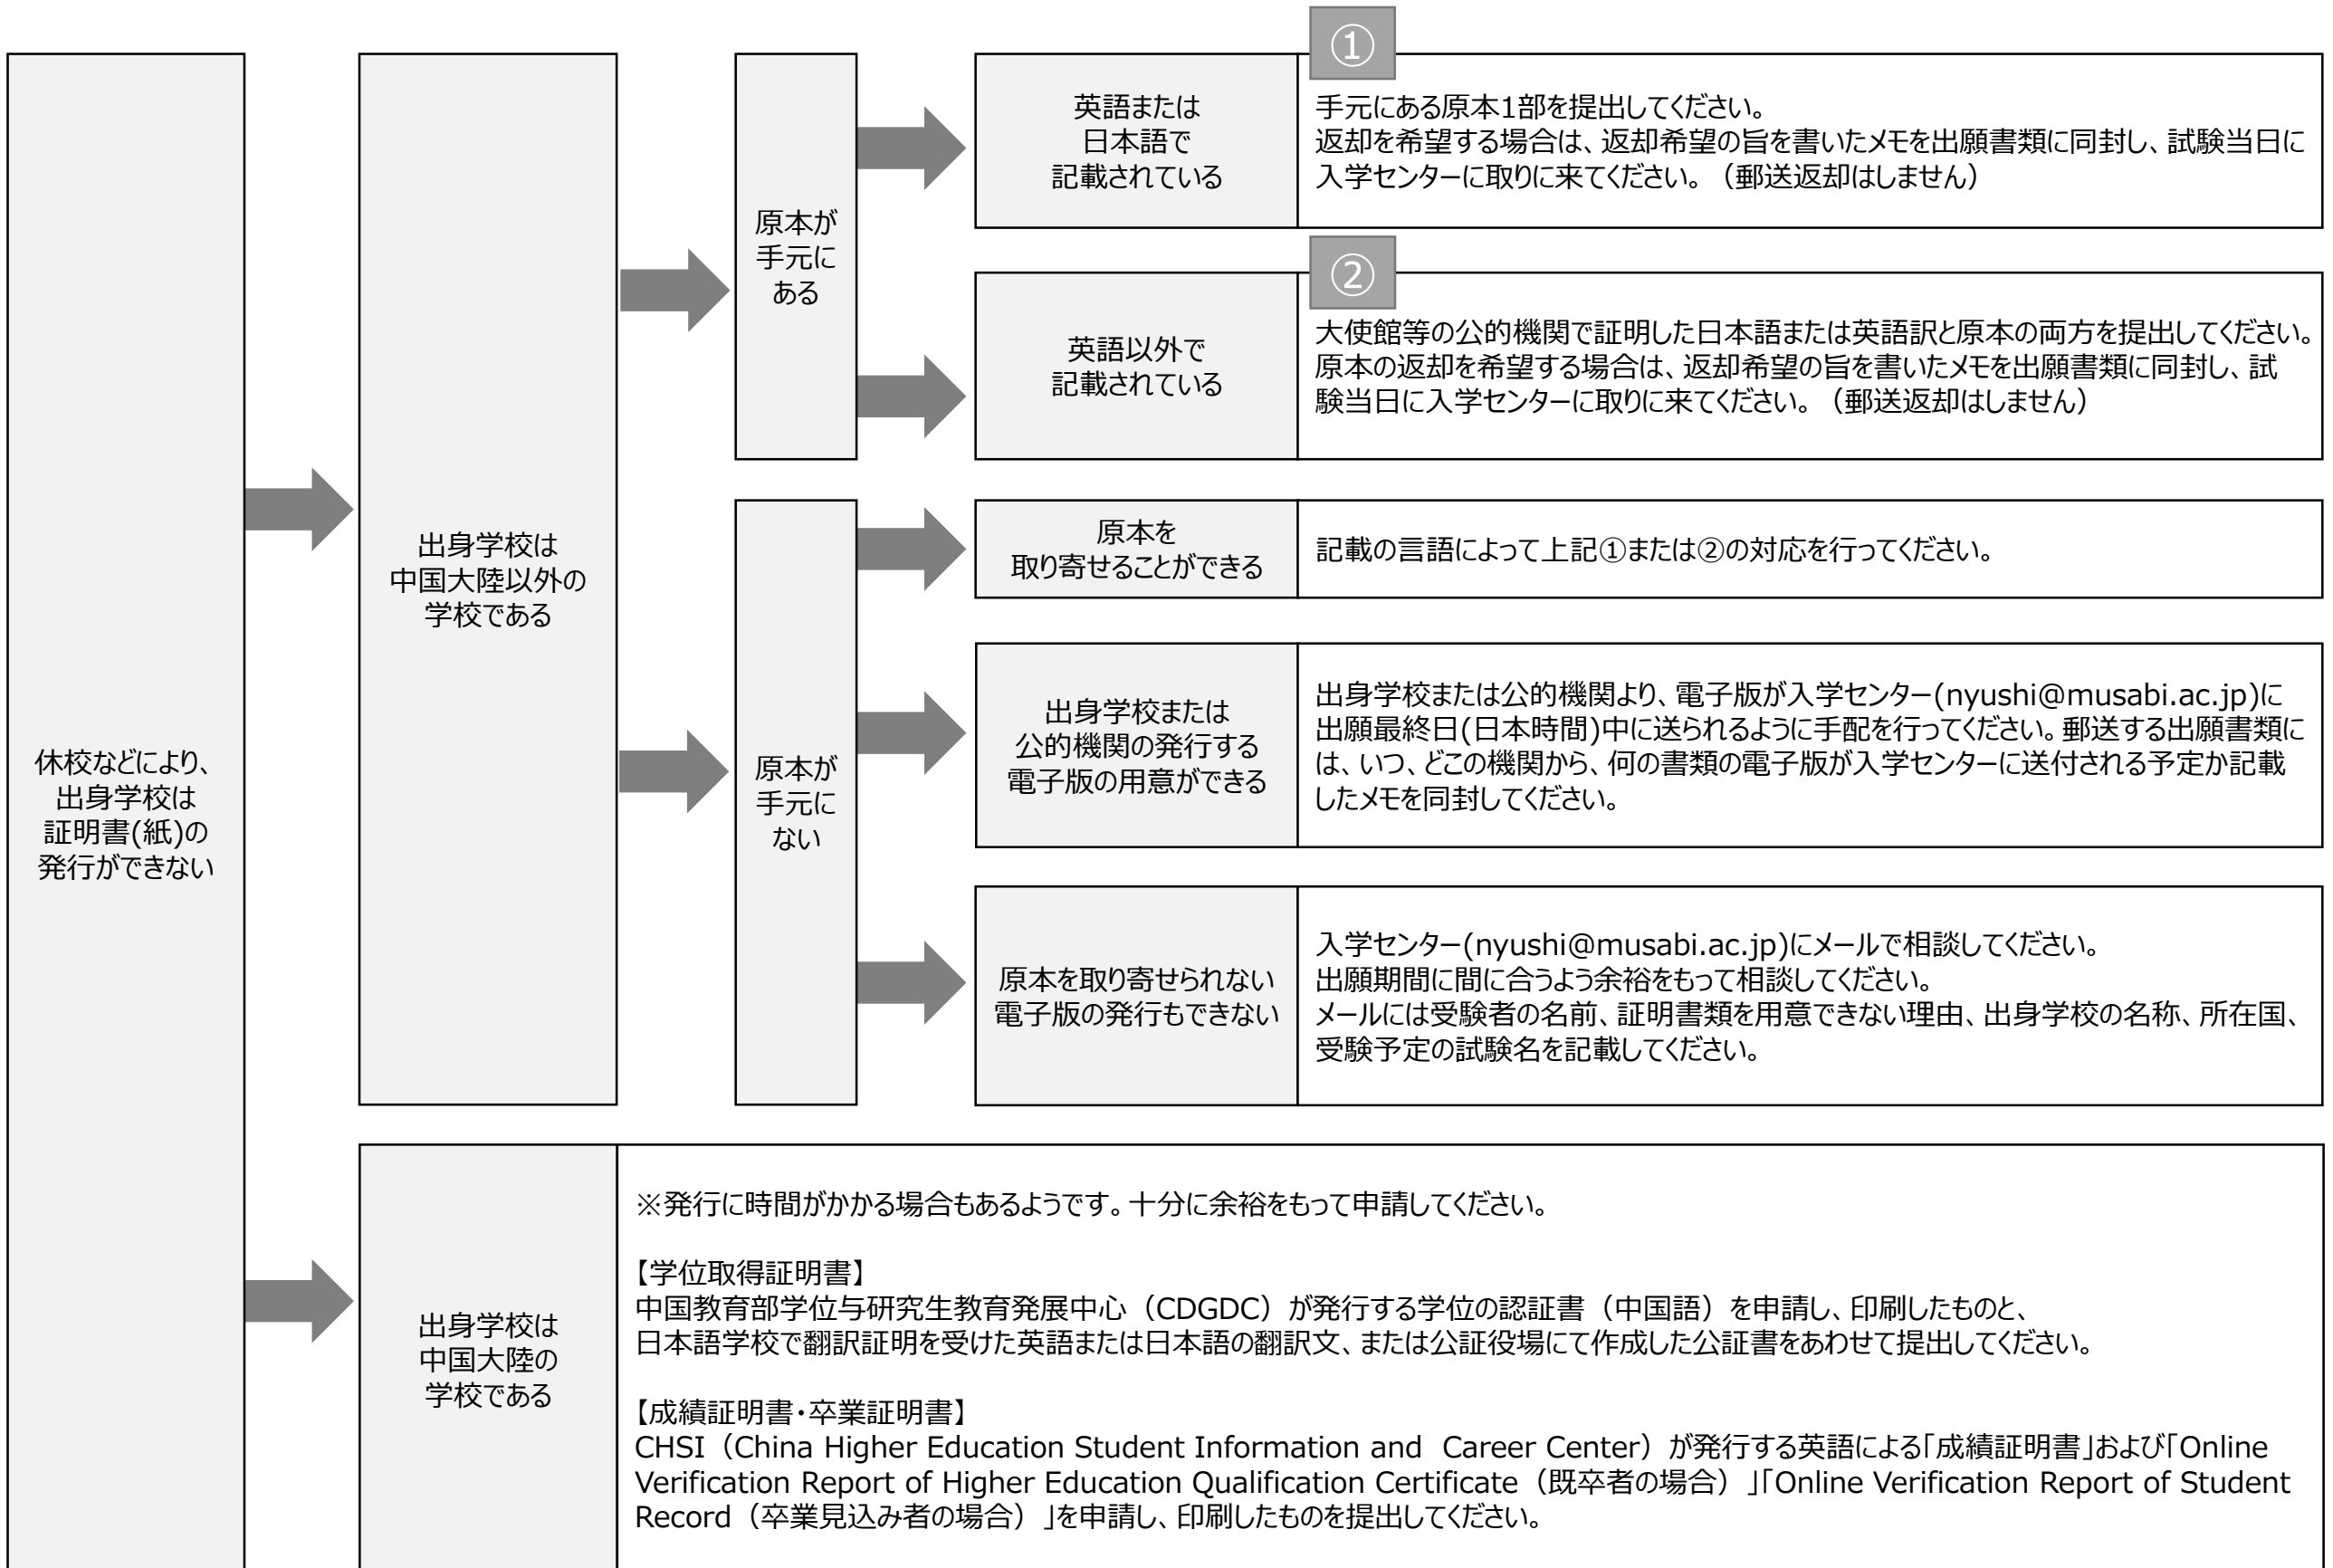 休校などにより、
出身学校は
証明書(紙)の
発行ができない
出身学校は
中国大陸以外の
学校である
原本が
手元に
ある
英語または
日本語で
記載されている
①
手元にある原本1部を提出してください。
返却を希望する場合は、返却希望の旨を書いたメモを出願書類に同封し、試験当日に
入学センターに取りに来てください。（郵送返却はしません）
英語以外で
記載されている
②
大使館等の公的機関で証明した日本語または英語訳と原本の両方を提出してください。
原本の返却を希望する場合は、返却希望の旨を書いたメモを出願書類に同封し、試
験当日に入学センターに取りに来てください。（郵送返却はしません）
原本が
手元に
ない
原本を
取り寄せることができる
記載の言語によって上記①または②の対応を行ってください。
出身学校または
公的機関の発行する
電子版の用意ができる
出身学校または公的機関より、電子版が入学センター(nyushi@musabi.ac.jp)に
出願最終日(日本時間)中に送られるように手配を行ってください。郵送する出願書類に
は、いつ、どこの機関から、何の書類の電子版が入学センターに送付される予定か記載
したメモを同封してください。
原本を取り寄せられない
電子版の発行もできない
入学センター(nyushi@musabi.ac.jp)にメールで相談してください。
出願期間に間に合うよう余裕をもって相談してください。
メールには受験者の名前、証明書類を用意できない理由、出身学校の名称、所在国、
受験予定の試験名を記載してください。
出身学校は
中国大陸の
学校である
※発行に時間がかかる場合もあるようです。十分に余裕をもって申請してください。
【学位取得証明書】
中国教育部学位与研究生教育発展中心（CDGDC）が発行する学位の認証書（中国語）を申請し、印刷したものと、
日本語学校で翻訳証明を受けた英語または日本語の翻訳文、または公証役場にて作成した公証書をあわせて提出してください。
【成績証明書・卒業証明書】
CHSI（China Higher Education Student Information and Career Center）が発行する英語による「成績証明書」および「Online
Verification Report of Higher Education Qualification Certificate（既卒者の場合）」「Online Verification Report of Student
Record（卒業見込み者の場合）」を申請し、印刷したものを提出してください。